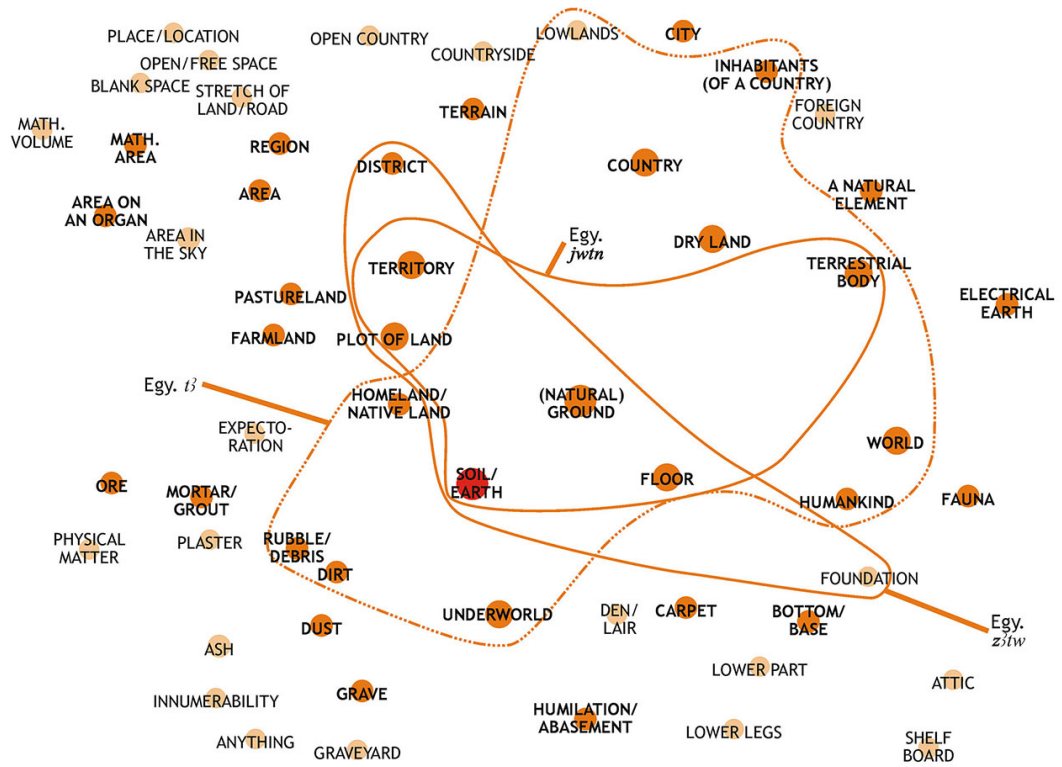 PLACE/LOCATION
OPEN COUNTRY
LOWLANDS
CITY
COUNTRYSIDE
OPEN/FREE SPACE
INHABITANTS
(OF A COUNTRY)
BLANK SPACE
STRETCH OF
LAND/ROAD
TERRAIN
FOREIGN
COUNTRY
MATH.
VOLUME
MATH.
AREA
REGION
DISTRICT
COUNTRY
AREA
A NATURAL
ELEMENT
AREA ON
AN ORGAN
AREA IN
THE SKY
Egy.
jwtn
DRY LAND
TERRITORY
TERRESTRIAL
BODY
PASTURELAND
ELECTRICAL
EARTH
FARMLAND
PLOT OF LAND
Egy. tꜣ
HOMELAND/
NATIVE LAND
(NATURAL)
GROUND
EXPECTO-
RATION
WORLD
SOIL/
EARTH
FLOOR
ORE
MORTAR/
GROUT
HUMANKIND
FAUNA
PHYSICAL
MATTER
PLASTER
RUBBLE/
DEBRIS
DIRT
FOUNDATION
UNDERWORLD
DEN/
LAIR
CARPET
BOTTOM/
BASE
Egy.
zꜣtw
DUST
ASH
LOWER PART
ATTIC
INNUMERABILITY
GRAVE
HUMILATION/
ABASEMENT
LOWER LEGS
ANYTHING
GRAVEYARD
SHELF
BOARD